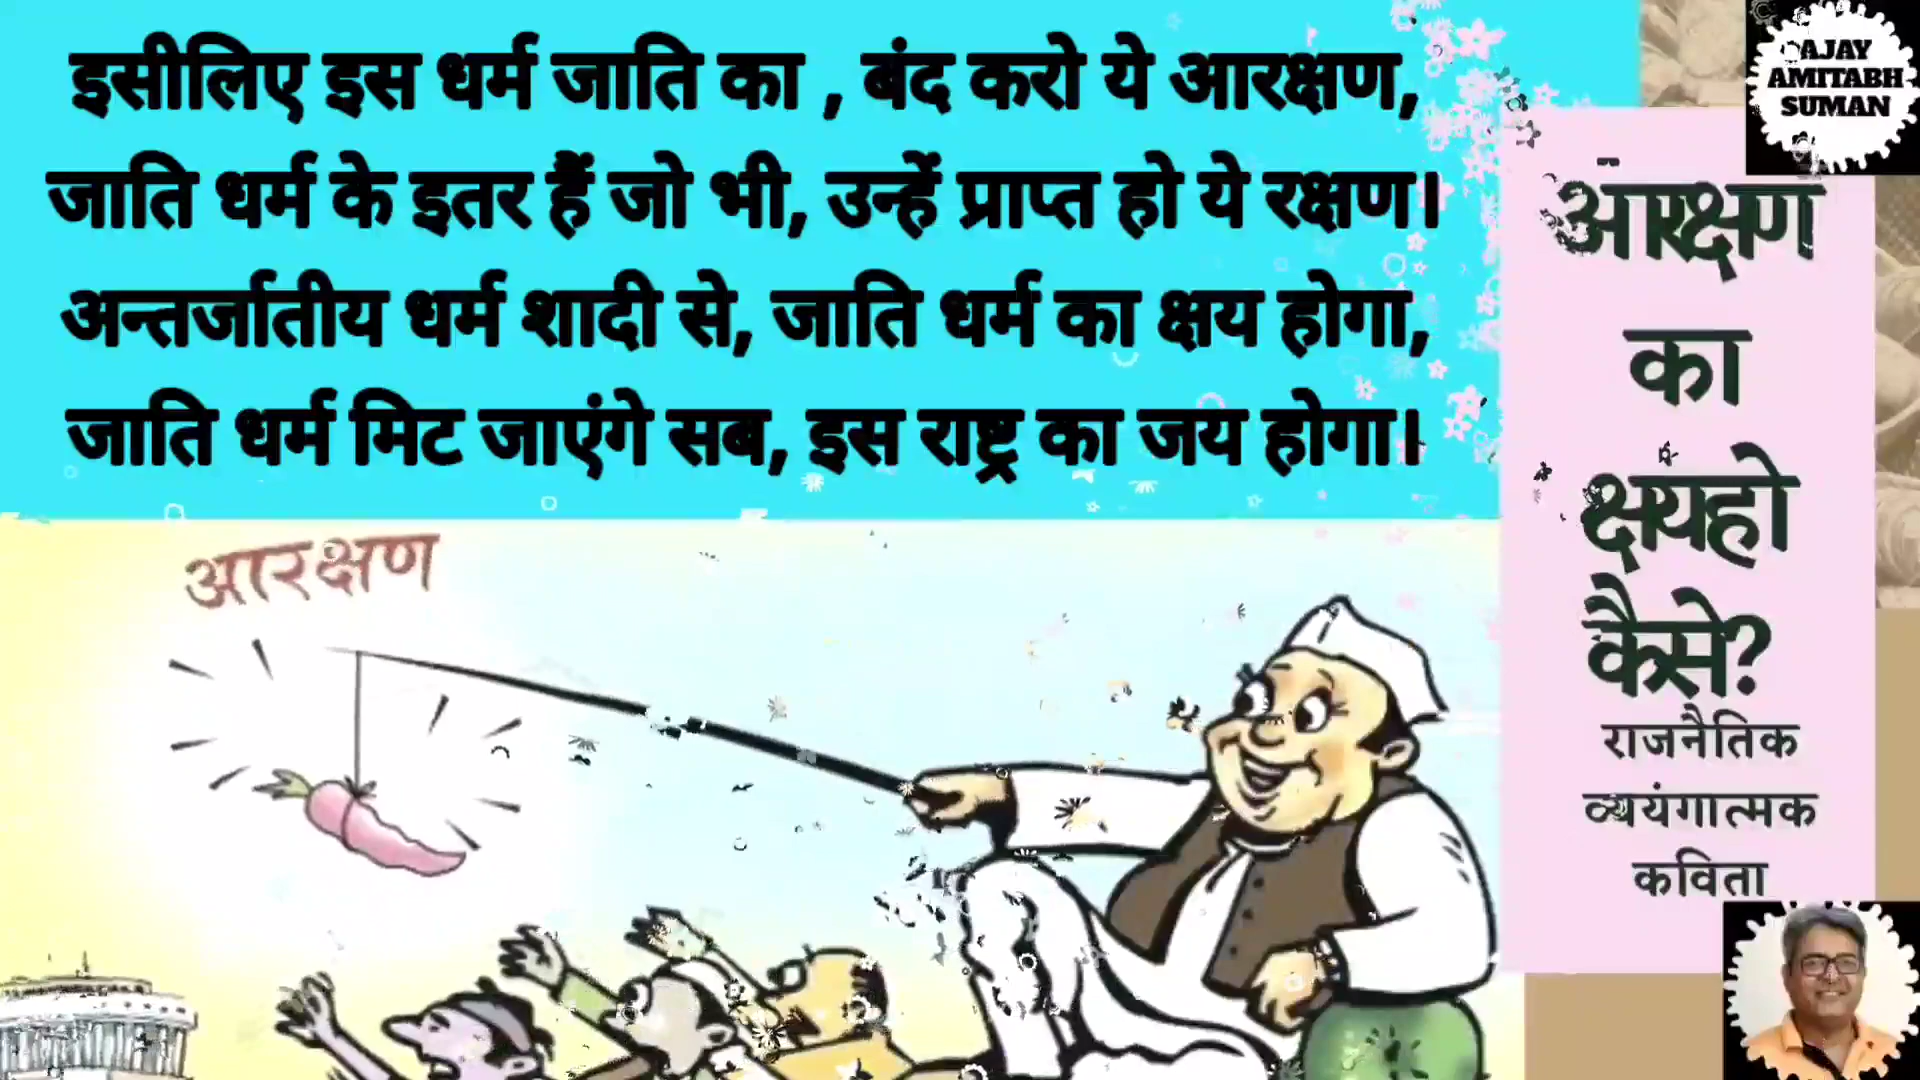 इसीलिए इस धर्म जाति का , बंद करो ये आरक्षण,
जाति धर्म के इतर हैं जो भी, उन्हें प्राप्त हो ये रक्षण।
अन्तर्जातीय धर्म शादी से, जाति धर्म का क्षय होगा,
जाति धर्म मिट जाएंगे सब, इस राष्ट्र का जय होगा।
आरक्षण
AJAY
AMITABH
SUMAN
आरक्षण
का
क्षयहो
कैसे?
राजनैतिक
व्ययंगात्मक
कविता